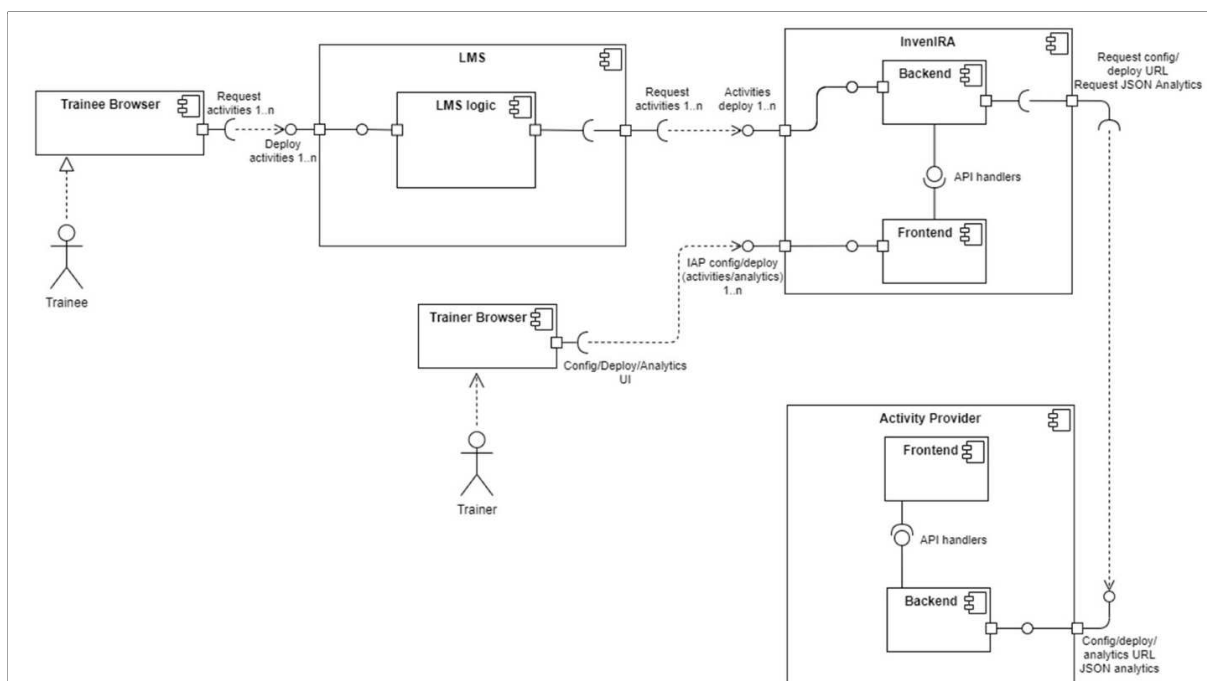 LMS
InvenIRA
Trainee Browser
Request
activities 1..n
Deploy
activities 1..n
LMS logic
Request
activities 1..n
Activities
deploy 1..n
Backend
Request config/
deploy URL
Request JSON Analytics
API handlers
Frontend
Trainee
IAP config/deploy
(activities/analytics)
1..n
Trainer Browser
Config/Deploy/Analytics
UI
Trainer
Activity Provider
Frontend
API handlers
Backend
Config/deploy/
analytics URL
JSON analytics